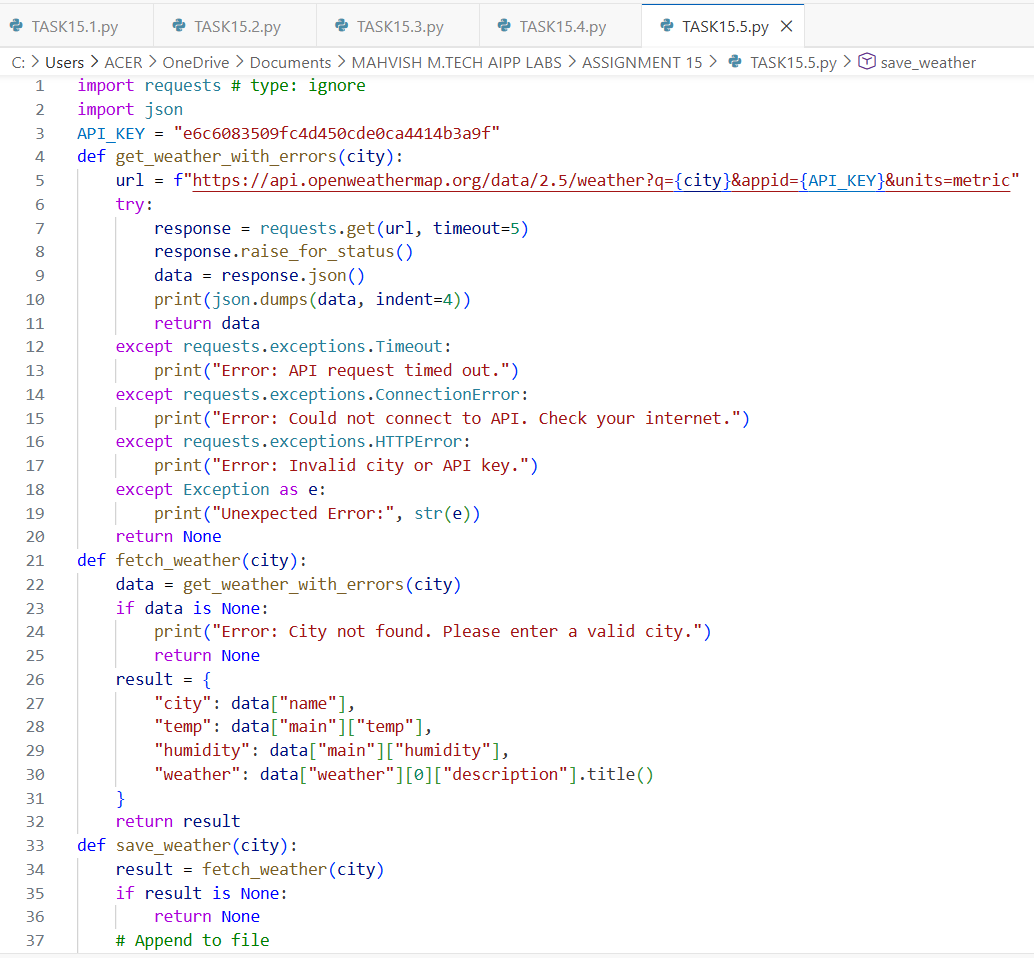 TASK15.1.py TASK15.2.py TASK15.3.py TASK15.4.py TASK15.5.py
C: > Users > ACER > OneDrive > Documents > MAHVISH M.TECH AIPP LABS > ASSIGNMENT 15 > TASK15.5.py > save_weather
1 import requests # type: ignore
2 import json
3 API_KEY = "e6c6083509fc4d450cde0ca4414b3a9f"
4 def get_weather_with_errors(city):
5     url = f"https://api.openweathermap.org/data/2.5/weather?q={city}&appid={API_KEY}&units=metric"
6     try:
7         response = requests.get(url, timeout=5)
8         response.raise_for_status()
9         data = response.json()
10         print(json.dumps(data, indent=4))
11         return data
12     except requests.exceptions.Timeout:
13         print("Error: API request timed out.")
14     except requests.exceptions.ConnectionError:
15         print("Error: Could not connect to API. Check your internet.")
16     except requests.exceptions.HTTPError:
17         print("Error: Invalid city or API key.")
18     except Exception as e:
19         print("Unexpected Error:", str(e))
20     return None
21 def fetch_weather(city):
22     data = get_weather_with_errors(city)
23     if data is None:
24         print("Error: City not found. Please enter a valid city.")
25         return None
26     result = {
27         "city": data["name"],
28         "temp": data["main"]["temp"],
29         "humidity": data["main"]["humidity"],
30         "weather": data["weather"][0]["description"].title()
31     }
32     return result
33 def save_weather(city):
34     result = fetch_weather(city)
35     if result is None:
36         return None
37     # Append to file